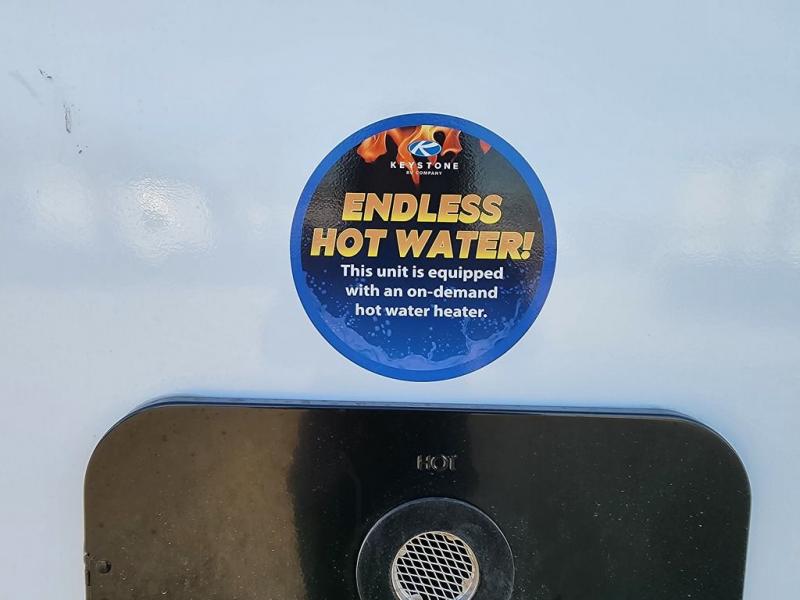 KEYSTONE
RV COMPANY
ENDLESS
HOT WATER!
This unit is equipped
with an on-demand
hot water heater.
HOT